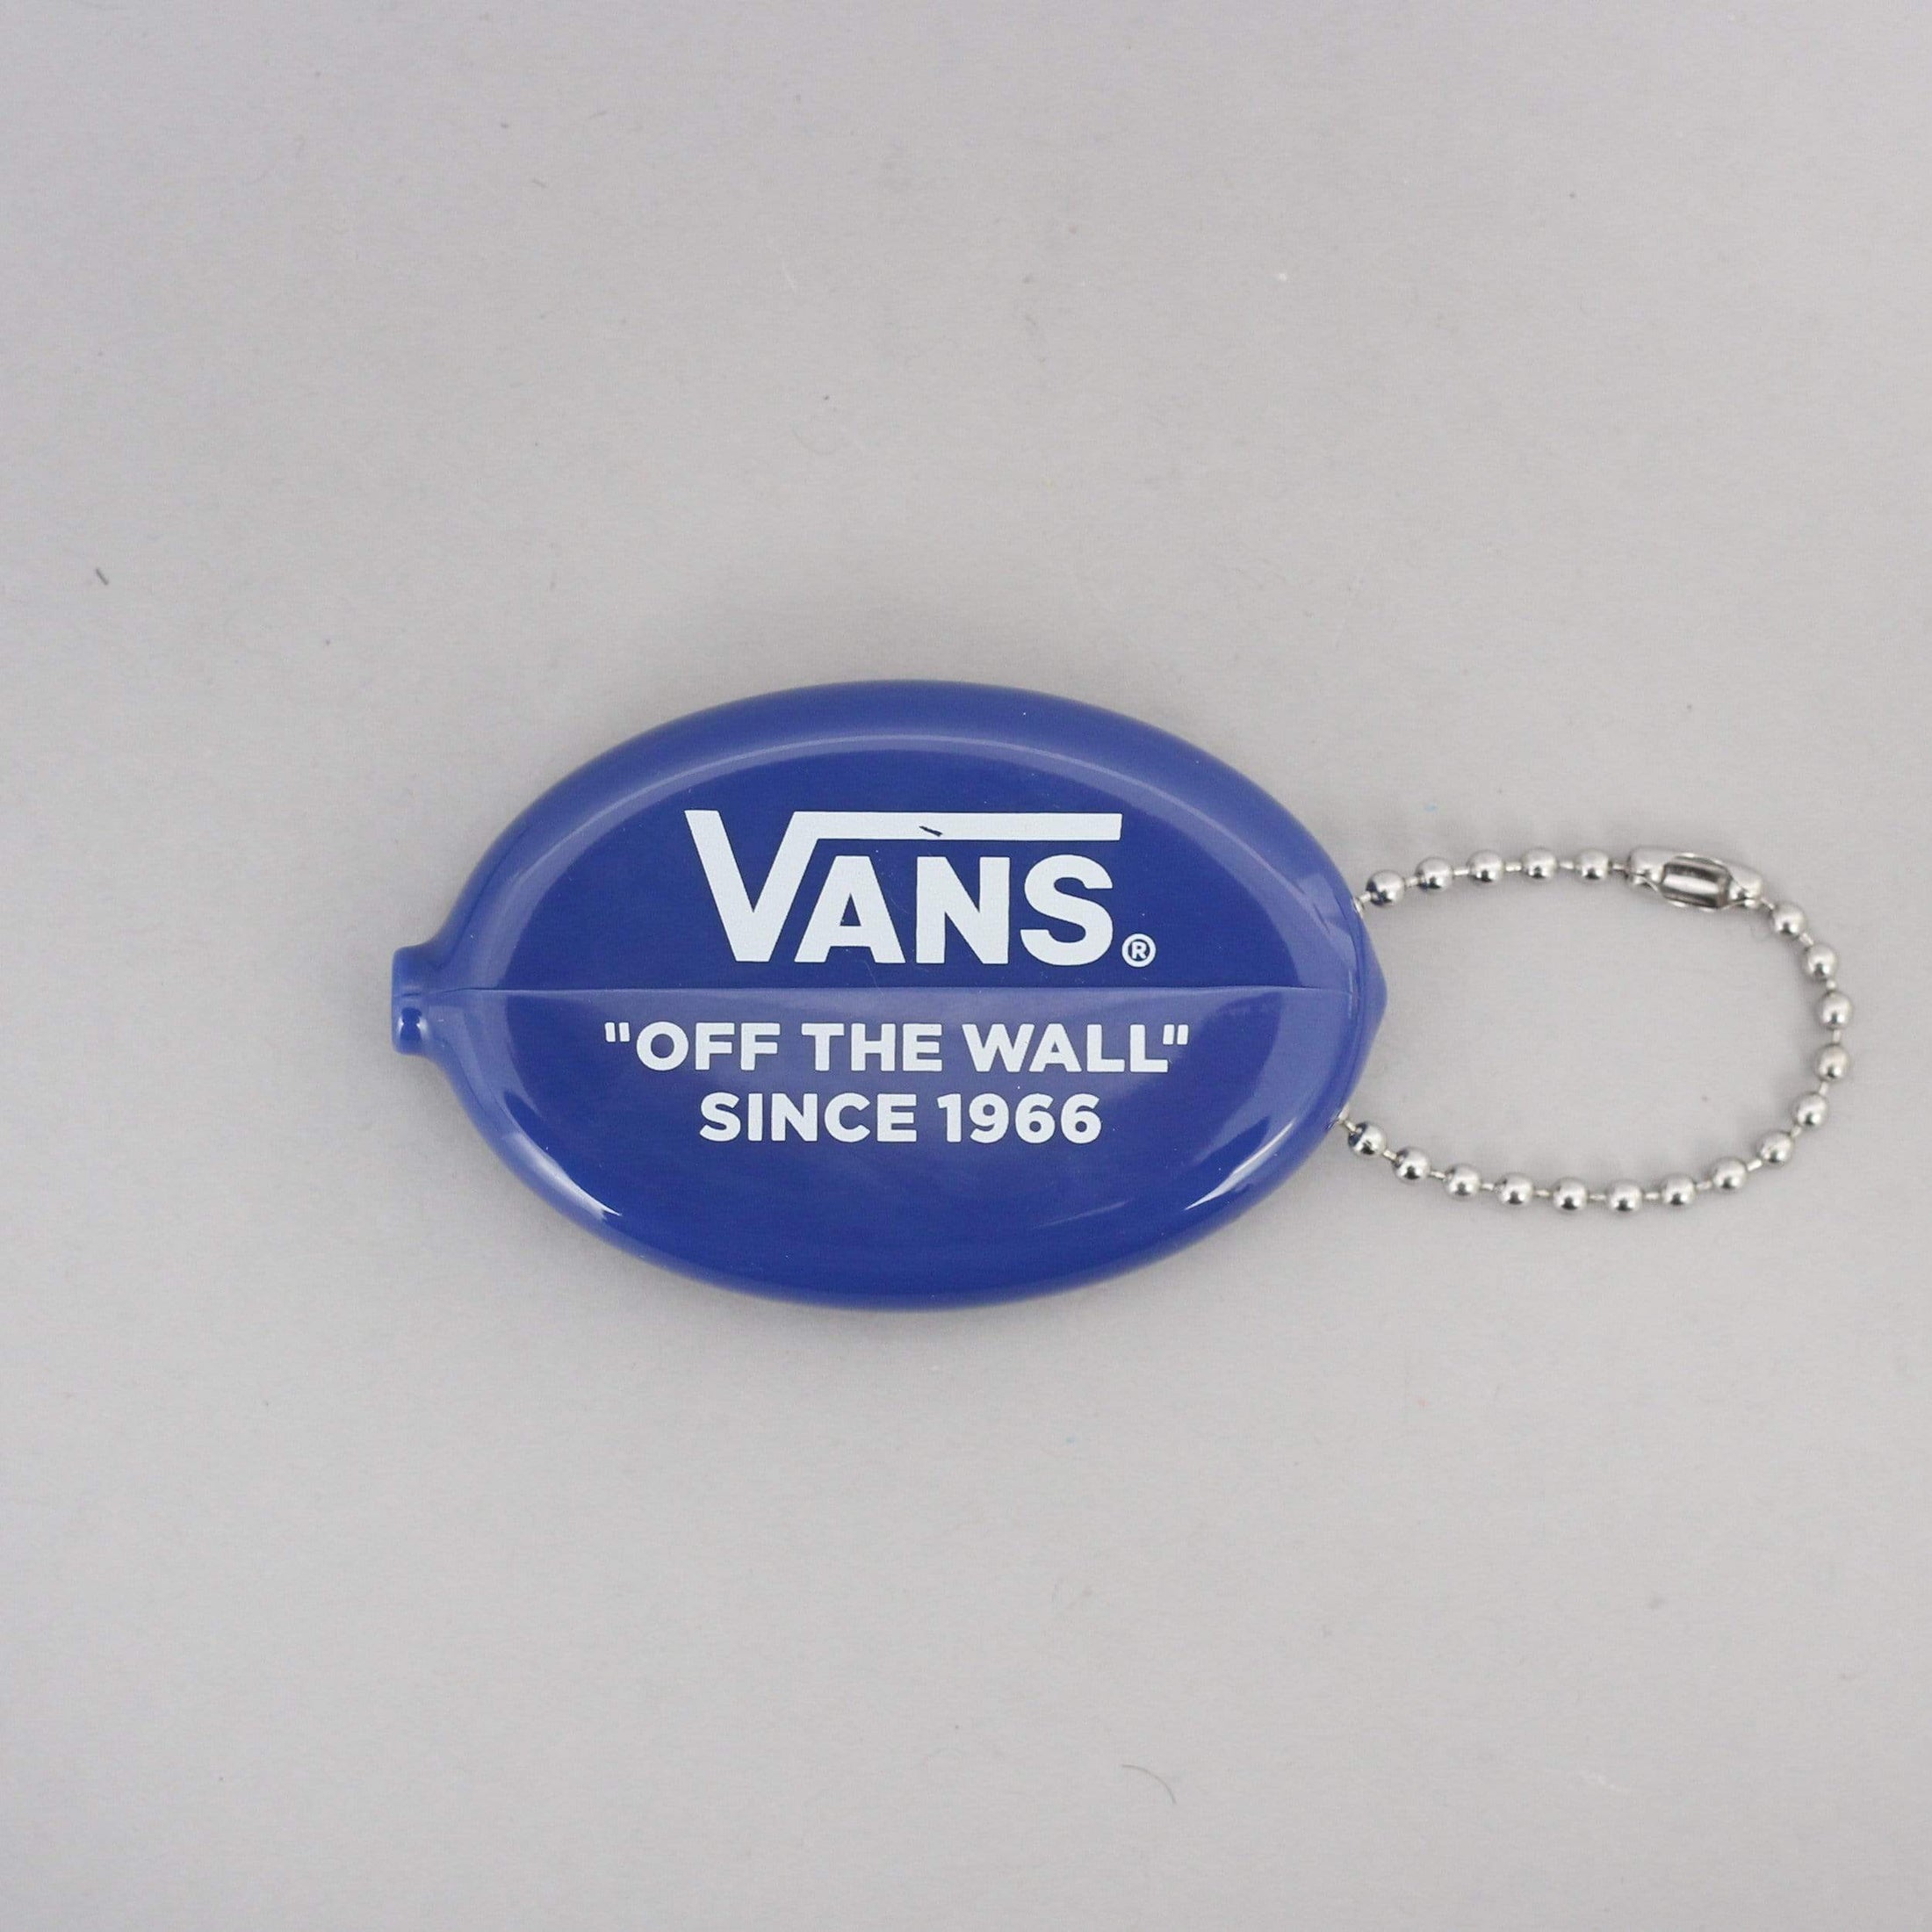 VANS®
"OFF THE WALL"
SINCE 1966